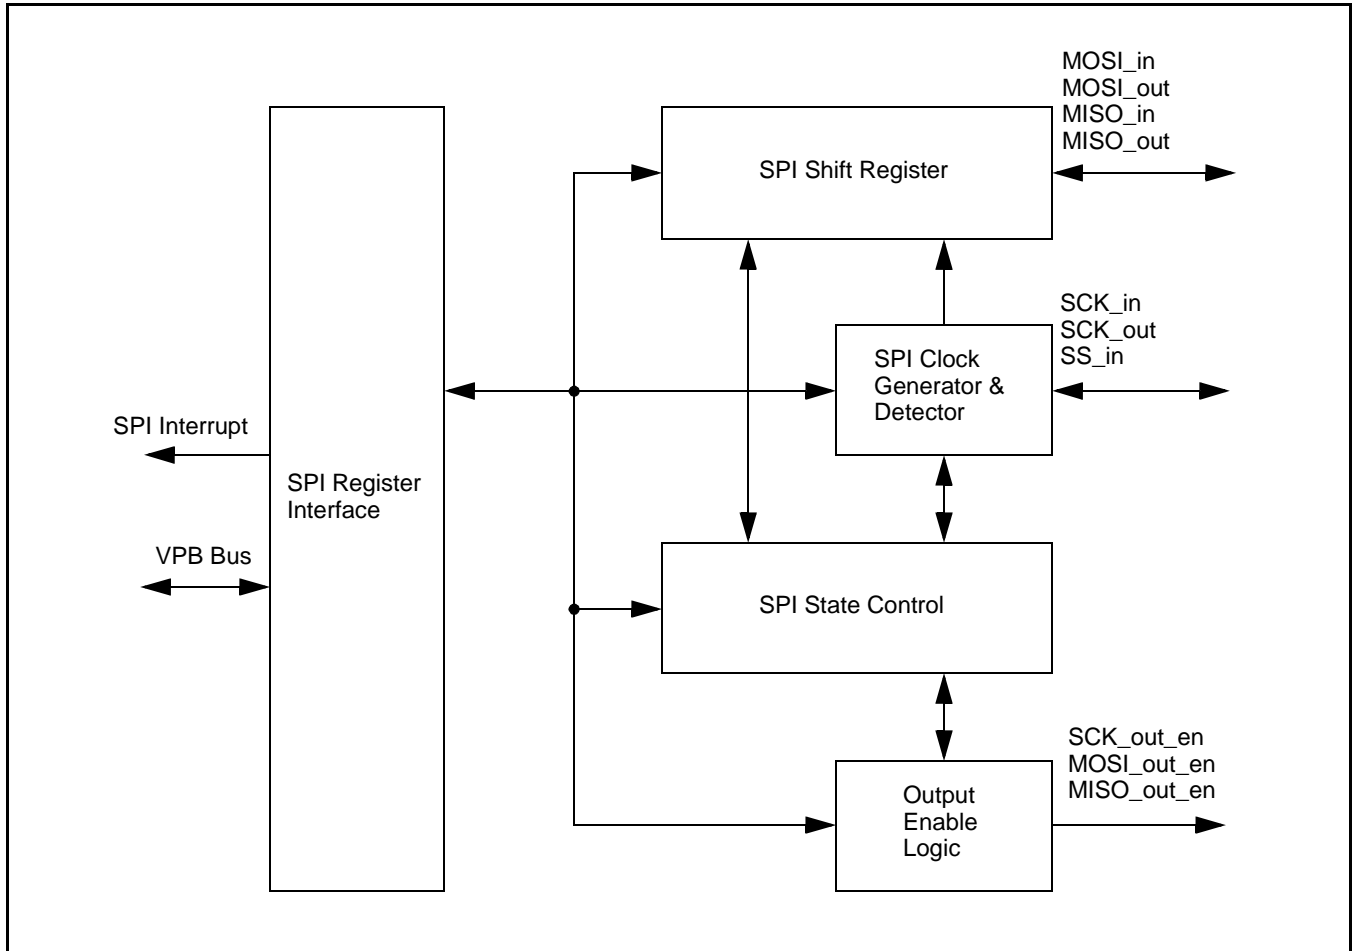 MOSI_in
MOSI_out
MISO_in
MISO_out
SPI Shift Register
SCK_in
SCK_out
SS_in
SPI Clock
Generator &
Detector
SPI Interrupt
SPI Register
Interface
VPB Bus
SPI State Control
SCK_out_en
MOSI_out_en
MISO_out_en
Output
Enable
Logic